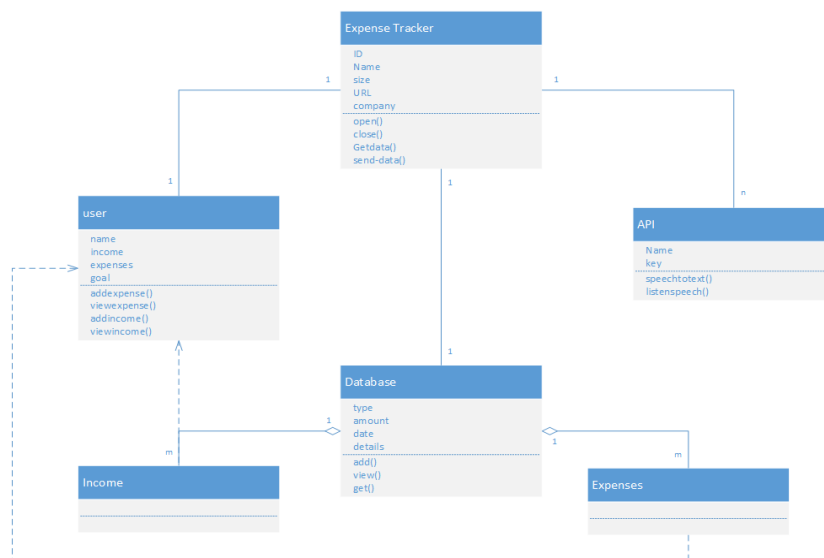 Expense Tracker
ID
Name
size
URL
company
open()
close()
Getdata()
send-data()
1
1
1
1
n
user
name
income
expenses
goal
addexpense()
viewexpense()
addincome()
viewincome()
API
Name
key
speechtotext()
listenspeech()
1
Database
type
amount
date
details
add()
view()
get()
1
1
m
m
Income
Expenses